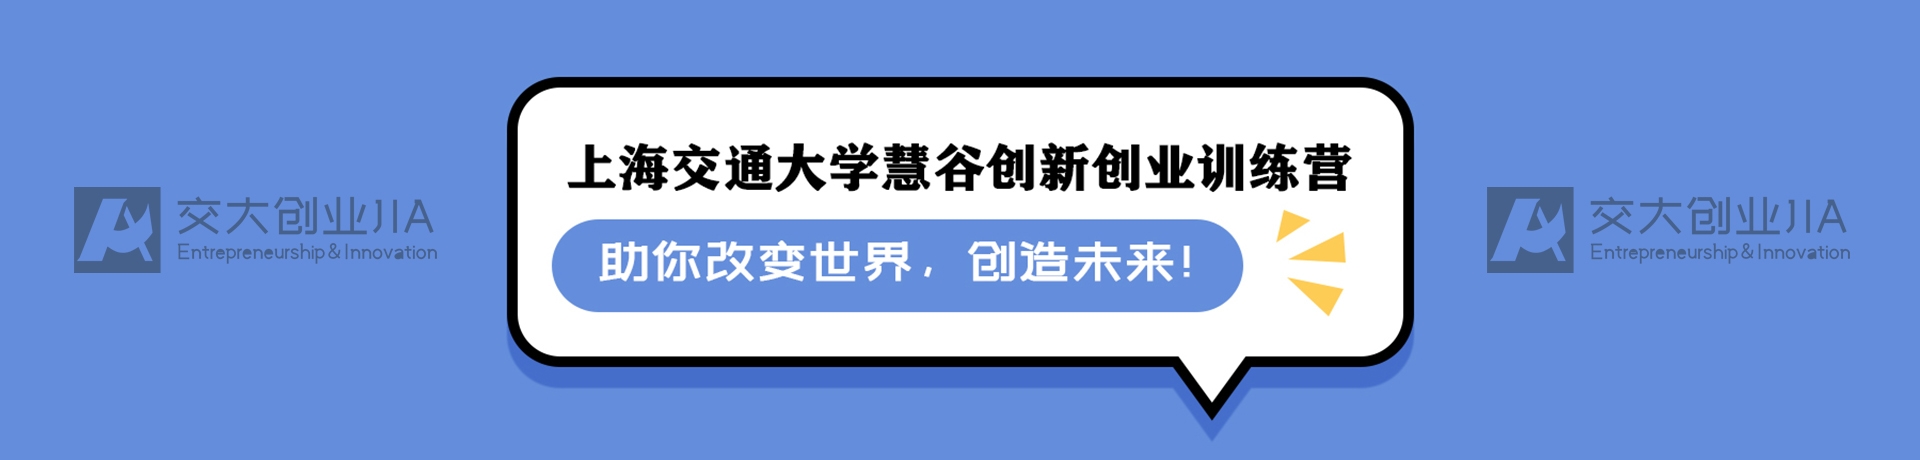 上海交通大学慧谷创新创业训练营
助你改变世界，创造未来!
交大创业JIA
Entrepreneurship & Innovation
交大创业JIA
Entrepreneurship & Innovation